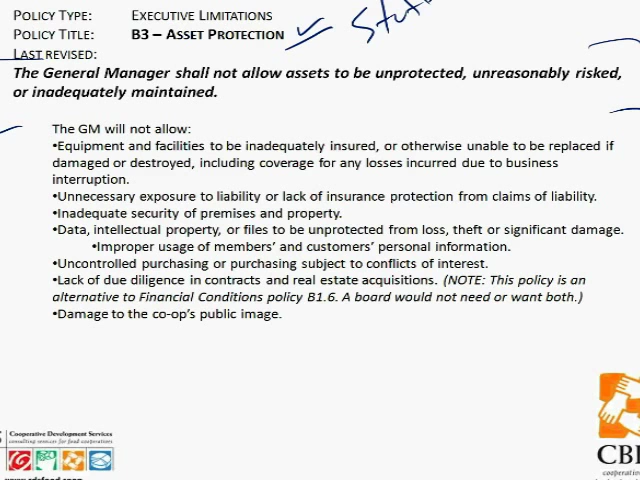 POLICY TYPE: EXECUTIVE LIMITATIONS
POLICY TITLE: B3 – ASSET PROTECTION
LAST REVISED:
The General Manager shall not allow assets to be unprotected, unreasonably risked,
or inadequately maintained.
The GM will not allow:
•Equipment and facilities to be inadequately insured, or otherwise unable to be replaced if
damaged or destroyed, including coverage for any losses incurred due to business
interruption.
•Unnecessary exposure to liability or lack of insurance protection from claims of liability.
•Inadequate security of premises and property.
•Data, intellectual property, or files to be unprotected from loss, theft or significant damage.
•Improper usage of members' and customers' personal information.
•Uncontrolled purchasing or purchasing subject to conflicts of interest.
•Lack of due diligence in contracts and real estate acquisitions. (NOTE: This policy is an
alternative to Financial Conditions policy B1.6. A board would not need or want both.)
•Damage to the co-op's public image.
Cooperative Development Services
consulting services for food cooperatives
www.cdsfood.coop